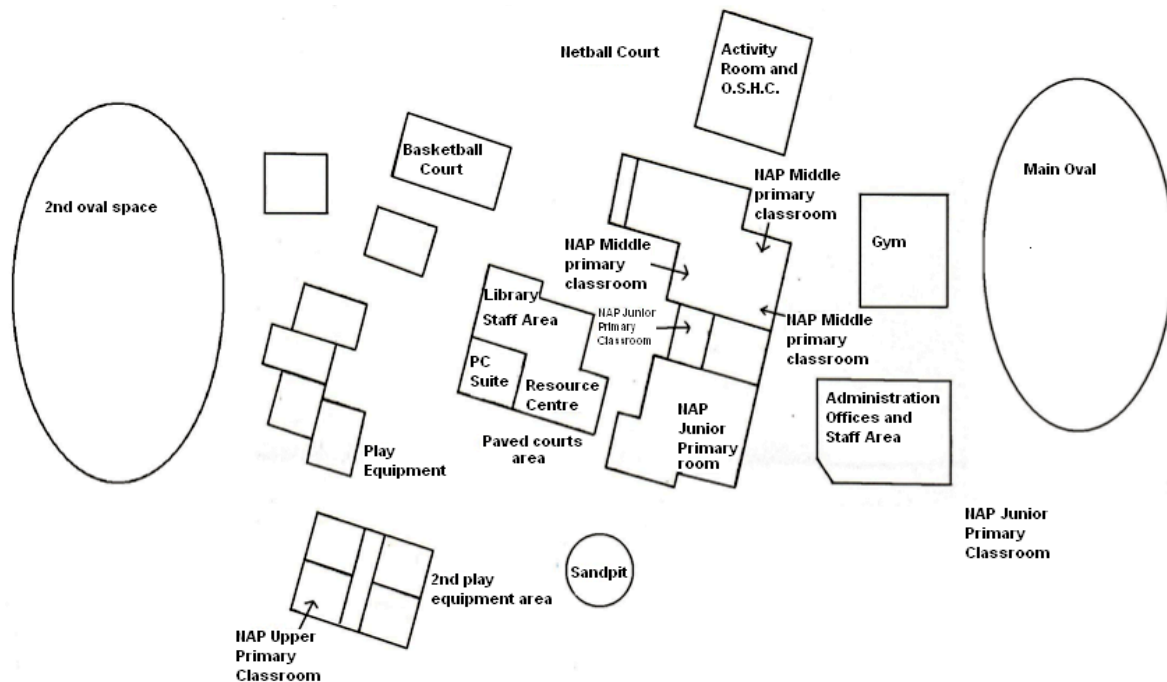 Netball Court
Activity
Room and
O.S.H.C.
Basketball
Court
NAP Middle
primary
classroom
Main Oval
2nd oval space
NAP Middle
primary
classroom
Gym
Library
Staff Area
NAP Junior
Primary
Classroom
NAP Middle
primary
classroom
PC
Suite
Resource
Centre
NAP
Junior
Primary
room
Administration
Offices and
Staff Area
Play
Equipment
Paved courts
area
NAP Junior
Primary
Classroom
2nd play
equipment area
Sandpit
NAP Upper
Primary
Classroom